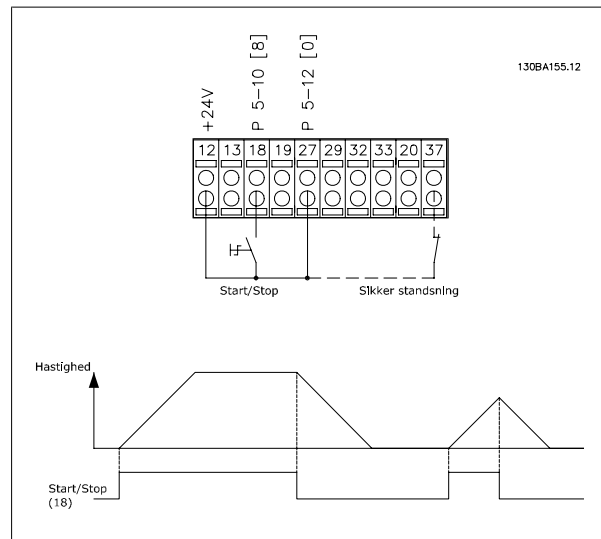 130BA155.12
+24V
P 5-10 [8]
P 5-12 [0]
12 13 18 19 27 29 32 33 20 37
Start/Stop
Sikker standsning
Hastighed
Start/Stop
(18)